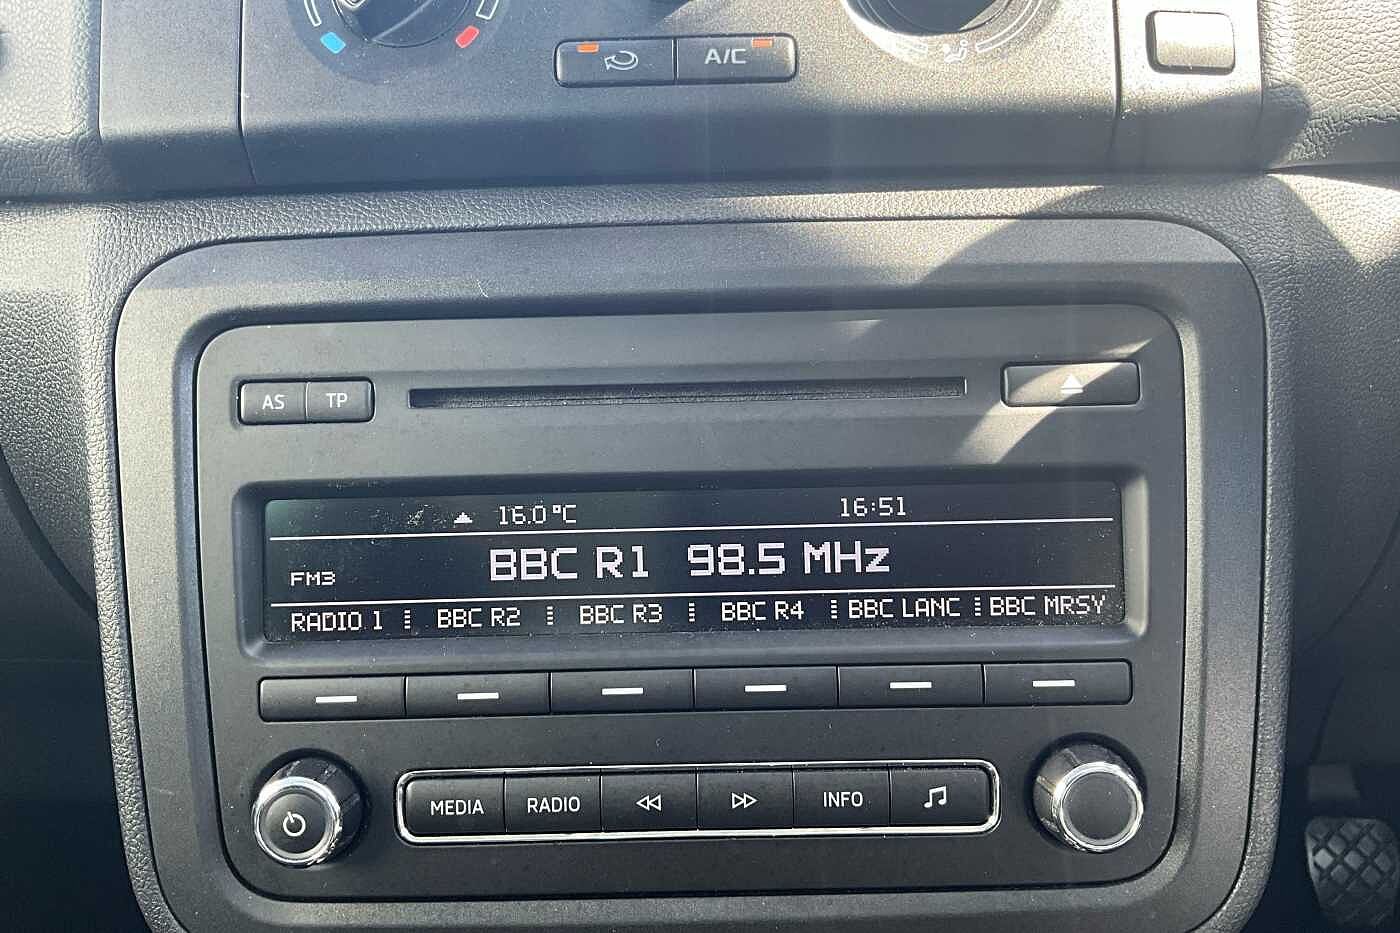 A/C
AS TP
16.0 °C 16:51
BBC R1 98.5 MHz
FM3
RADIO 1 BBC R2 BBC R3 BBC R4 BBC LANC BBC MRSY
MEDIA RADIO INFO